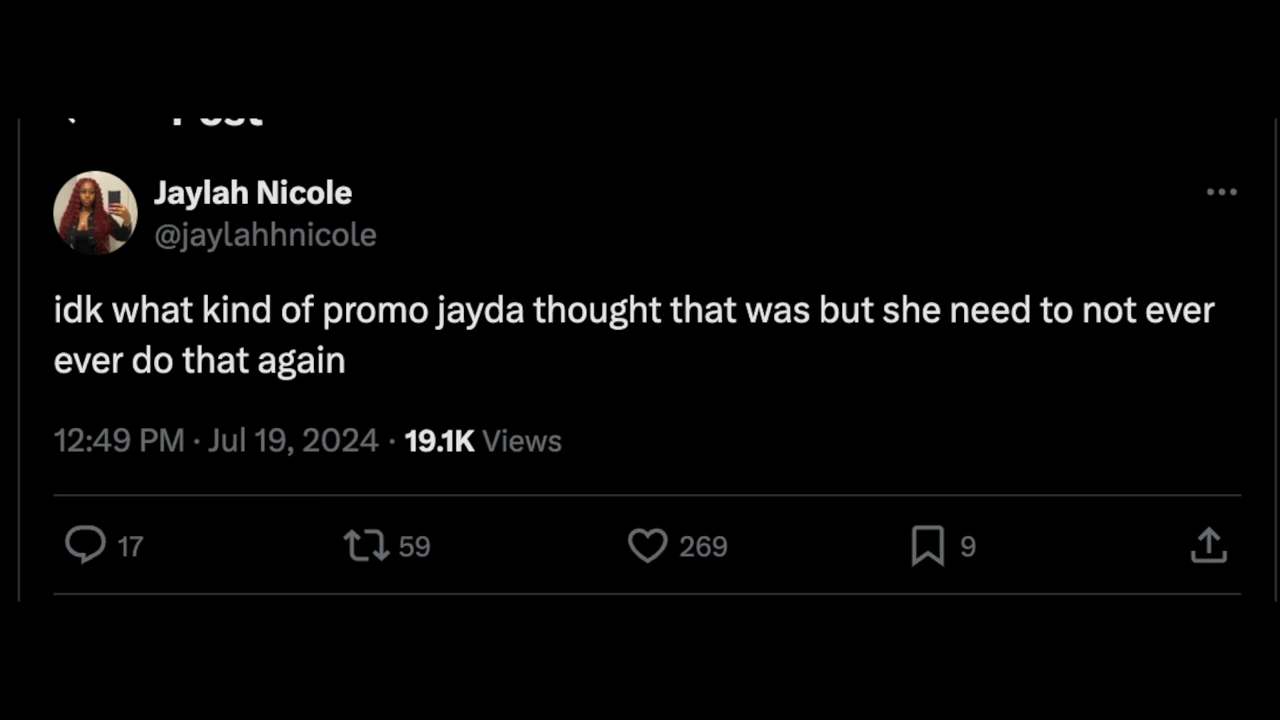 Post
Jaylah Nicole
@jaylahhnicole
idk what kind of promo jayda thought that was but she need to not ever
ever do that again
12:49 PM · Jul 19, 2024 · 19.1K Views
17 59 269 9